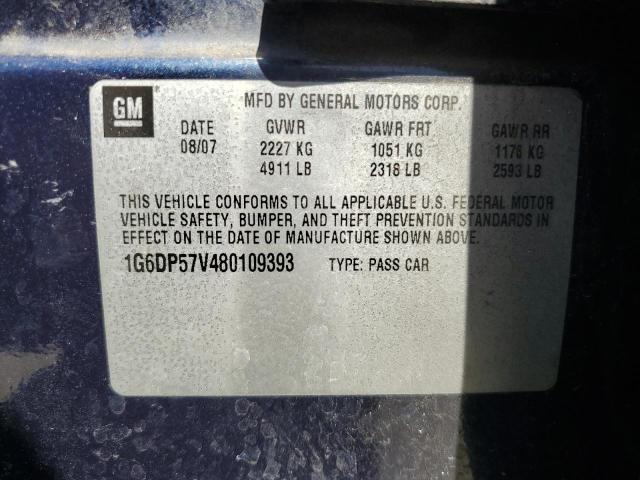 GM
MFD BY GENERAL MOTORS CORP.
DATE GVWR GAWR FRT GAWR RR
08/07 2227 KG 1051 KG 1176 KG
4911 LB 2318 LB 2593 LB
THIS VEHICLE CONFORMS TO ALL APPLICABLE U.S. FEDERAL MOTOR
VEHICLE SAFETY, BUMPER, AND THEFT PREVENTION STANDARDS IN
EFFECT ON THE DATE OF MANUFACTURE SHOWN ABOVE.
1G6DP57V480109393 TYPE: PASS CAR